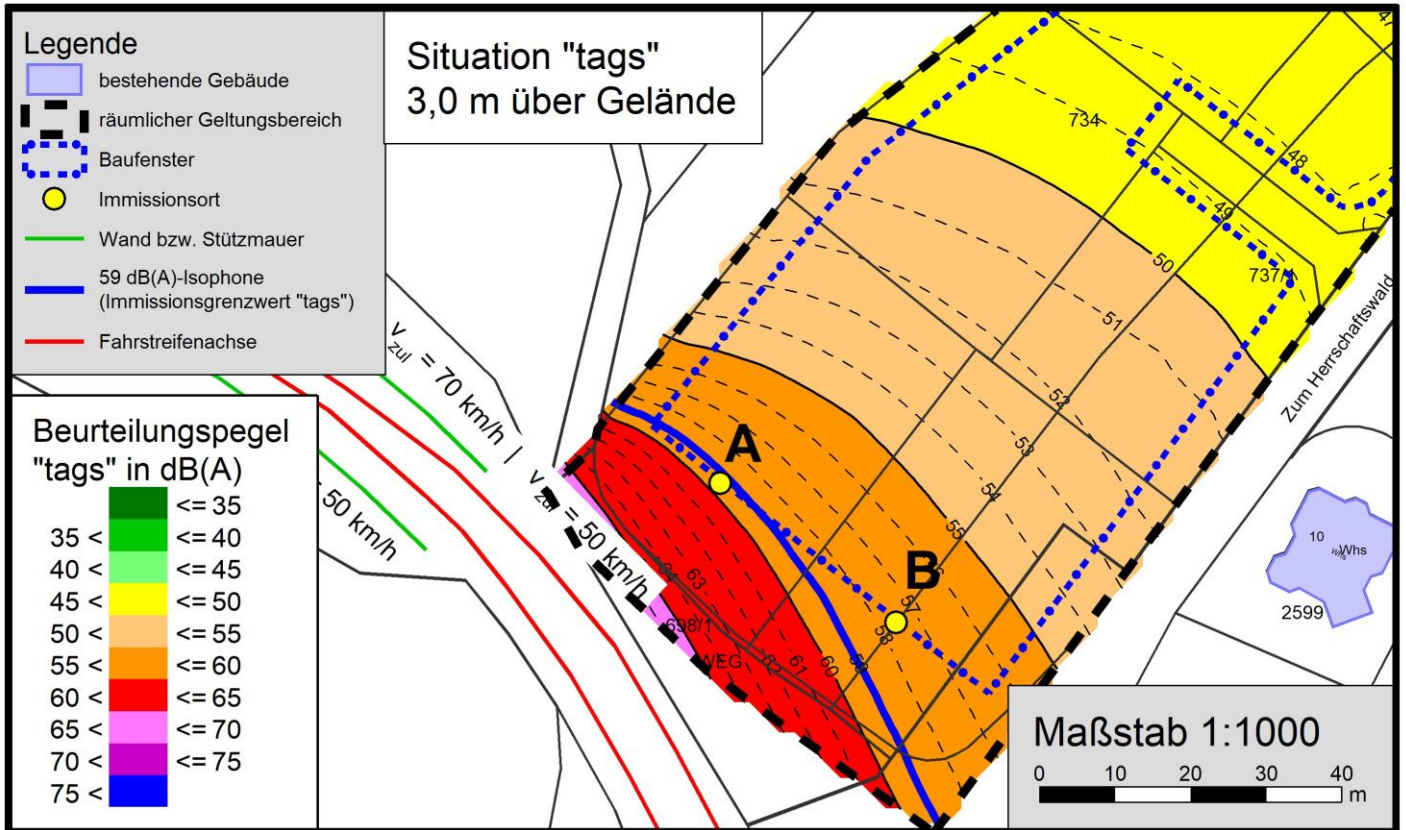 Legende
bestehende Gebäude
räumlicher Geltungsbereich
Baufenster
Immissionsort
Wand bzw. Stützmauer
59 dB(A)-Isophone
(Immissionsgrenzwert "tags")
Fahrstreifenachse
Situation "tags"
3,0 m über Gelände
Beurteilungspegel
"tags" in dB(A)
<= 35
35 < <= 40
40 < <= 45
45 < <= 50
50 < <= 55
55 < <= 60
60 < <= 65
65 < <= 70
70 < <= 75
75 <
v zul = 70 km/h | v zul = 50 km/h
= 50 km/h
47
734
48
49
737/1
50
51
52
53
54
55
57
58
59
60
61
62
63
64
A
B
698/1
WEG
Zum Herrschaftswald
10
Whs
Whs
2599
Maßstab 1:1000
0 10 20 30 40
m